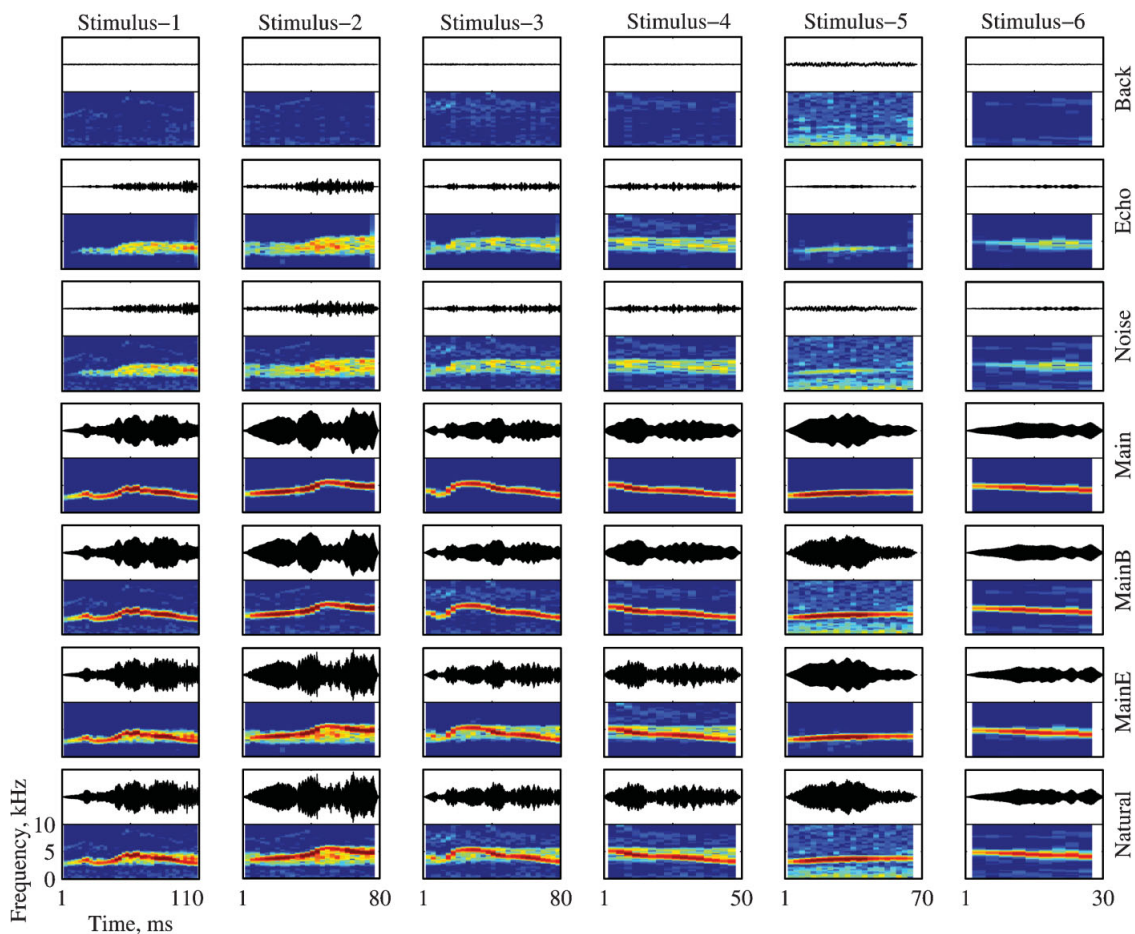 Stimulus–1 Stimulus–2 Stimulus–3 Stimulus–4 Stimulus–5 Stimulus–6
Back
Echo
Noise
Main
MainB
MainE
Natural
Frequency, kHz
10
5
0
1 110 1 80 1 80 1 50 1 70 1 30
Time, ms